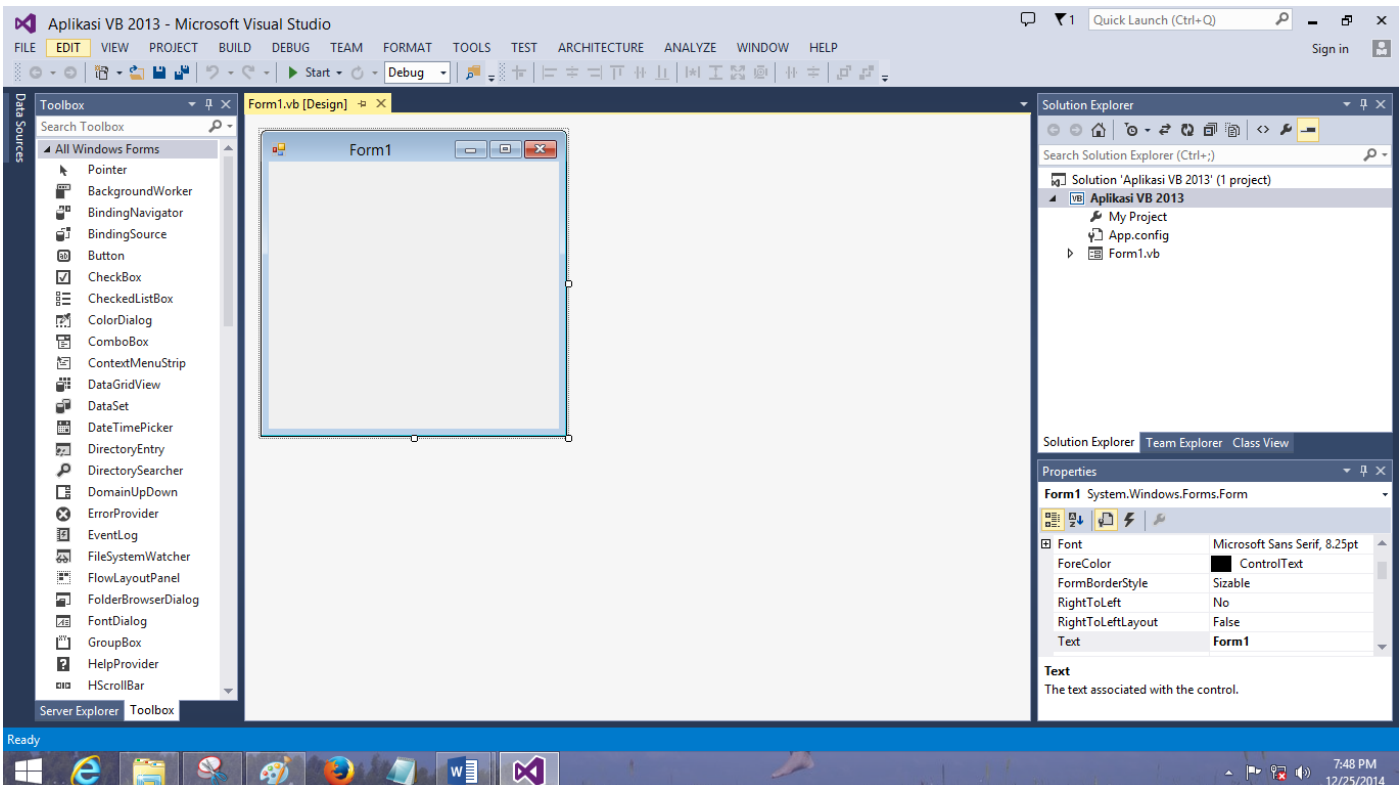 Aplikasi VB 2013 - Microsoft Visual Studio
1
Quick Launch (Ctrl+Q)
FILE EDIT VIEW PROJECT BUILD DEBUG TEAM FORMAT TOOLS TEST ARCHITECTURE ANALYZE WINDOW HELP
Sign in
Start
Debug
Data Sources
Toolbox
Search Toolbox
All Windows Forms
Pointer
BackgroundWorker
BindingNavigator
BindingSource
Button
CheckBox
CheckedListBox
ColorDialog
ComboBox
ContextMenuStrip
DataGridView
DataSet
DateTimePicker
DirectoryEntry
DirectorySearcher
DomainUpDown
ErrorProvider
EventLog
FileSystemWatcher
FlowLayoutPanel
FolderBrowserDialog
FontDialog
GroupBox
HelpProvider
HScrollBar
Server Explorer Toolbox
Form1.vb [Design]
Form1
Solution Explorer
Search Solution Explorer (Ctrl+;)
Solution 'Aplikasi VB 2013' (1 project)
VB Aplikasi VB 2013
My Project
App.config
Form1.vb
Solution Explorer Team Explorer Class View
Properties
Form1 System.Windows.Forms.Form
Font Microsoft Sans Serif, 8.25pt
ForeColor ControlText
FormBorderStyle Sizable
RightToLeft No
RightToLeftLayout False
Text Form1
Text
The text associated with the control.
Ready
7:48 PM
12/25/2014